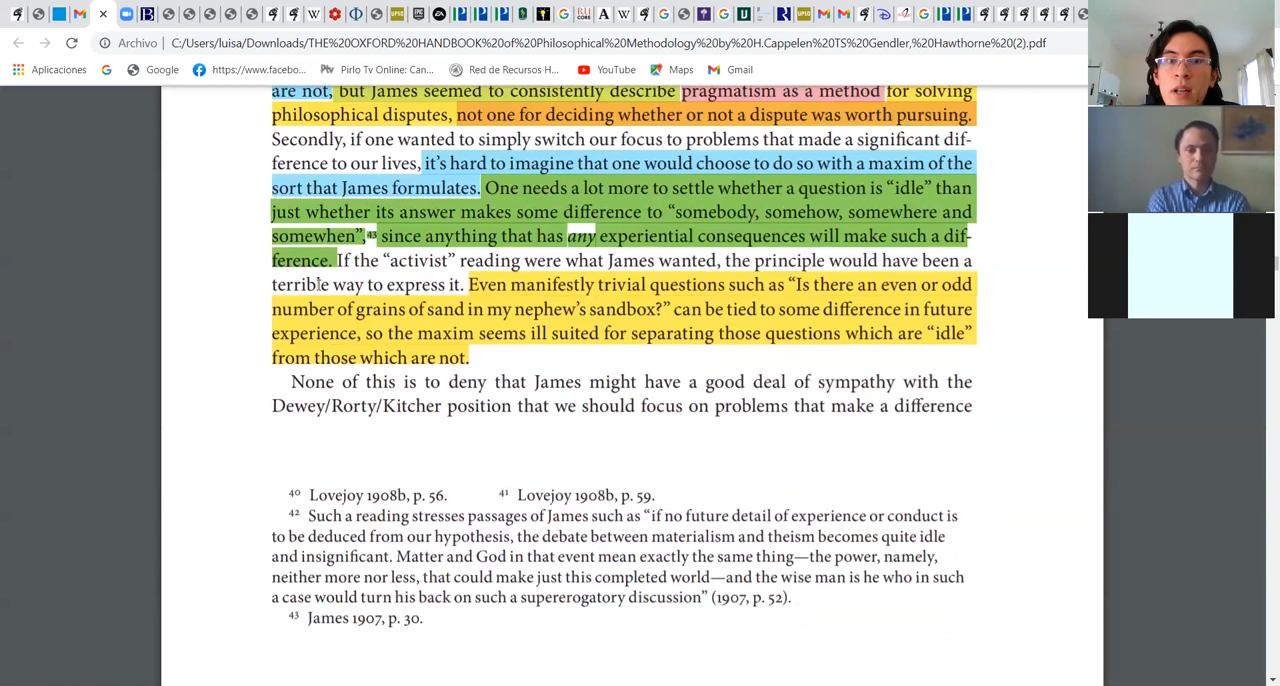 Archivo
C:/Users/luisa/Downloads/THE%20OXFORD%20HANDBOOK%20of%20Philosophical%20Methodology%20by%20H.Cappelen%20TS%20Gendler,%20Hawthorne%20(2).pdf
Aplicaciones
Google
https://www.facebo...
Ptv Pirlo Tv Online: Can...
Red de Recursos H...
YouTube
Maps
Gmail
are not, but James seemed to consistently describe pragmatism as a method for solving
philosophical disputes, not one for deciding whether or not a dispute was worth pursuing.
Secondly, if one wanted to simply switch our focus to problems that made a significant dif-
ference to our lives, it’s hard to imagine that one would choose to do so with a maxim of the
sort that James formulates. One needs a lot more to settle whether a question is “idle” than
just whether its answer makes some difference to “somebody, somehow, somewhere and
somewhen”,⁴³ since anything that has any experiential consequences will make such a dif-
ference. If the “activist” reading were what James wanted, the principle would have been a
terrible way to express it. Even manifestly trivial questions such as “Is there an even or odd
number of grains of sand in my nephew’s sandbox?” can be tied to some difference in future
experience, so the maxim seems ill suited for separating those questions which are “idle”
from those which are not.
None of this is to deny that James might have a good deal of sympathy with the
Dewey/Rorty/Kitcher position that we should focus on problems that make a difference
⁴⁰ Lovejoy 1908b, p. 56. ⁴¹ Lovejoy 1908b, p. 59.
⁴² Such a reading stresses passages of James such as “if no future detail of experience or conduct is
to be deduced from our hypothesis, the debate between materialism and theism becomes quite idle
and insignificant. Matter and God in that event mean exactly the same thing—the power, namely,
neither more nor less, that could make just this completed world—and the wise man is he who in such
a case would turn his back on such a supererogatory discussion” (1907, p. 52).
⁴³ James 1907, p. 30.